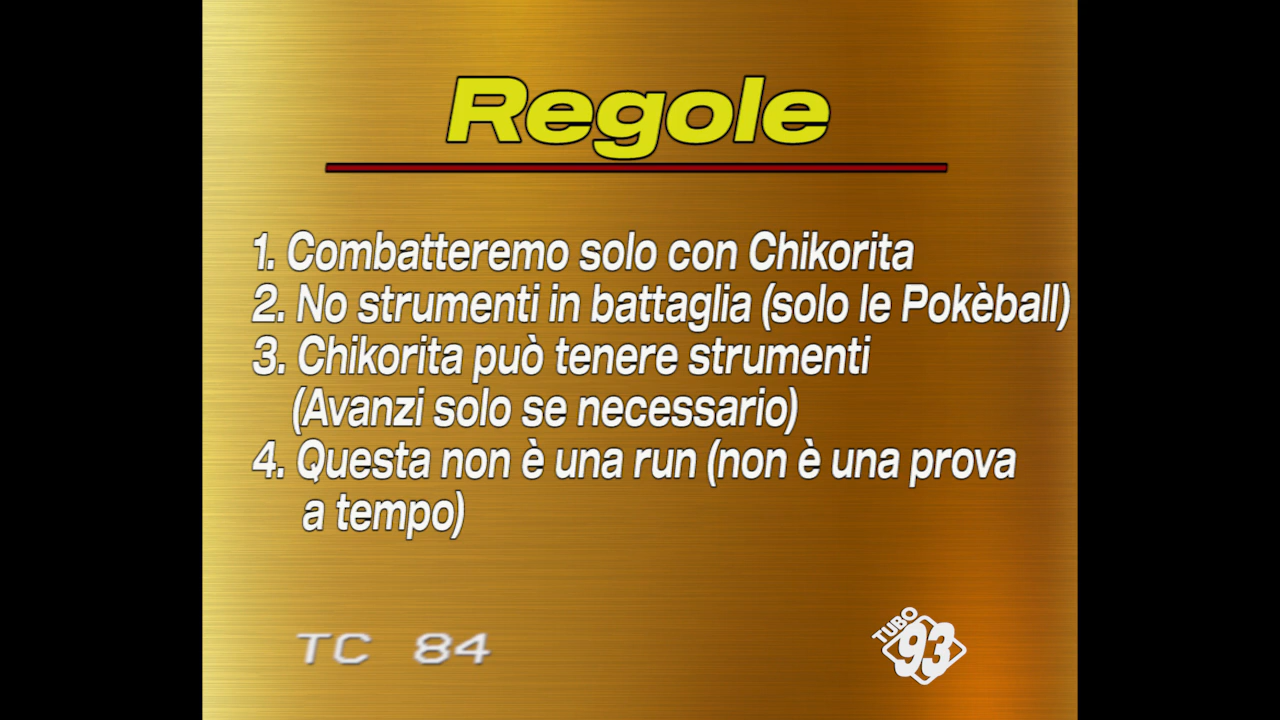 Regole
1. Combatteremo solo con Chikorita
2. No strumenti in battaglia (solo le Pokèball)
3. Chikorita può tenere strumenti
(Avanzi solo se necessario)
4. Questa non è una run (non è una prova
a tempo)
TC 84
TUBO
93